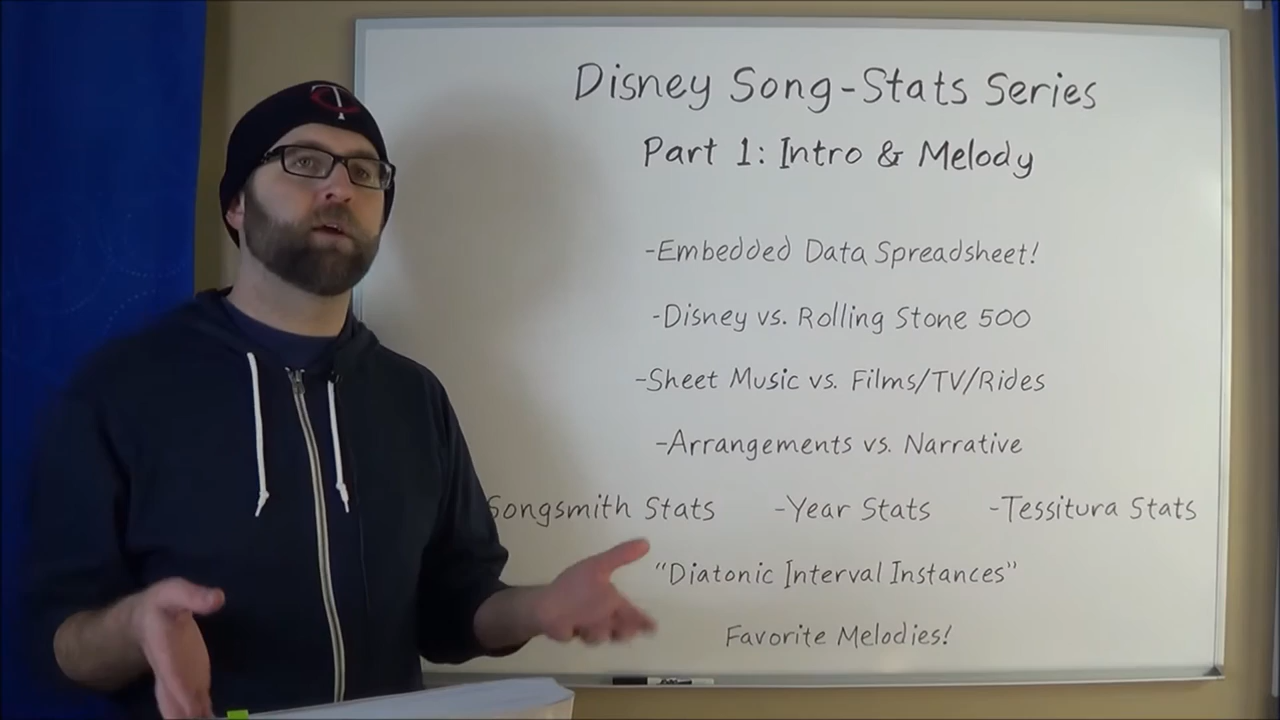 Disney Song-Stats Series
Part 1: Intro & Melody
-Embedded Data Spreadsheet!
-Disney vs. Rolling Stone 500
-Sheet Music vs. Films/TV/Rides
-Arrangements vs. Narrative
Songsmith Stats -Year Stats -Tessitura Stats
"Diatonic Interval Instances"
Favorite Melodies!
TC